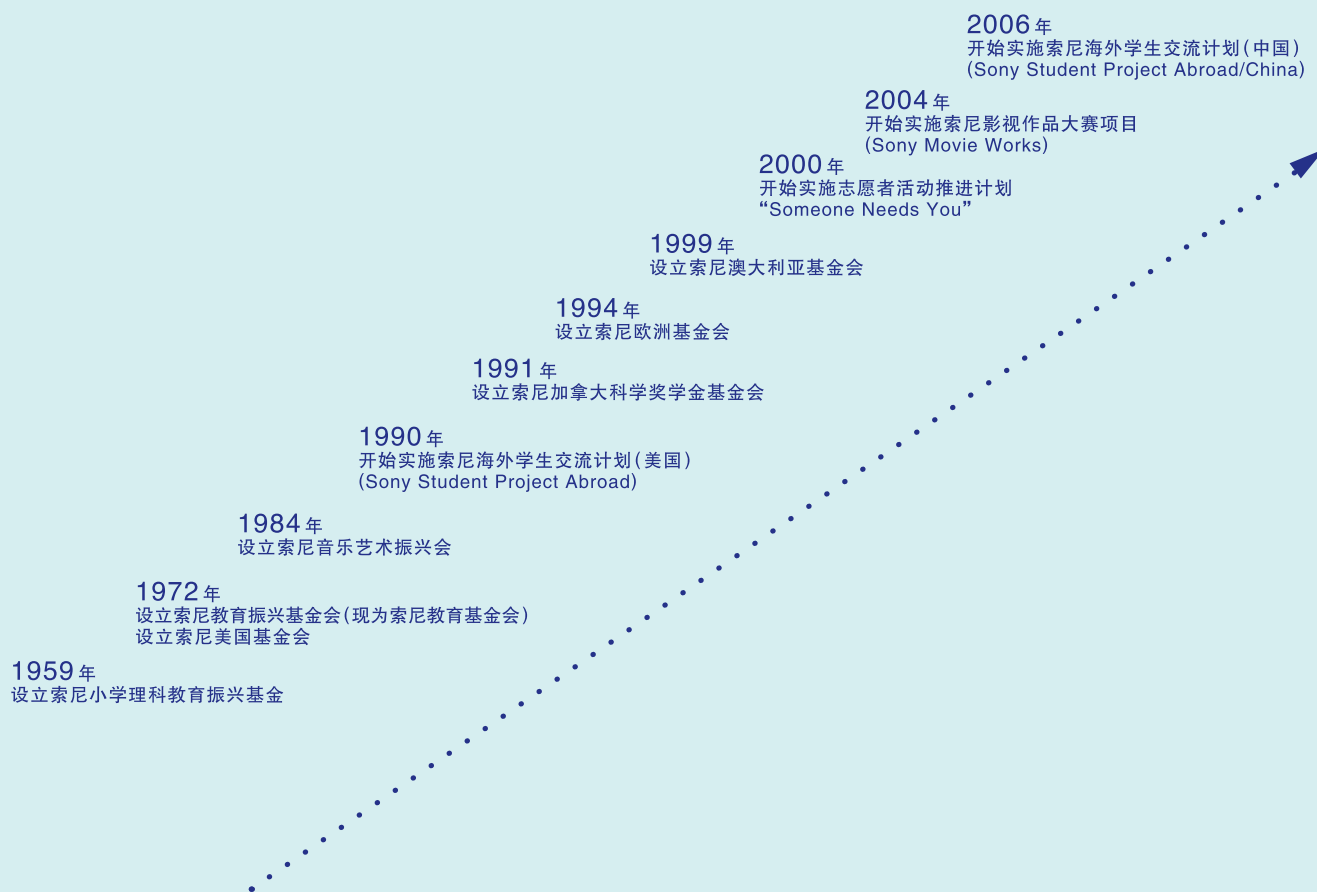 2006年
开始实施索尼海外学生交流计划(中国)
(Sony Student Project Abroad/China)
2004年
开始实施索尼影视作品大赛项目
(Sony Movie Works)
2000年
开始实施志愿者活动推进计划
“Someone Needs You”
1999年
设立索尼澳大利亚基金会
1994年
设立索尼欧洲基金会
1991年
设立索尼加拿大科学奖学金基金会
1990年
开始实施索尼海外学生交流计划(美国)
(Sony Student Project Abroad)
1984年
设立索尼音乐艺术振兴会
1972年
设立索尼教育振兴基金会(现为索尼教育基金会)
设立索尼美国基金会
1959年
设立索尼小学理科教育振兴基金